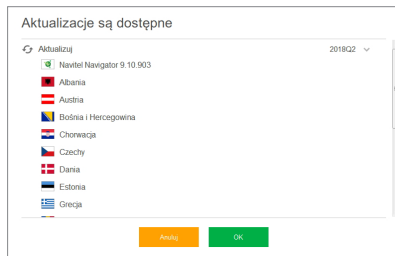 Aktualizacje są dostępne
Aktualizuj 2018Q2
Navitel Navigator 9.10.903
Albania
Austria
Bośnia i Hercegowina
Chorwacja
Czechy
Dania
Estonia
Grecja
Anuluj OK